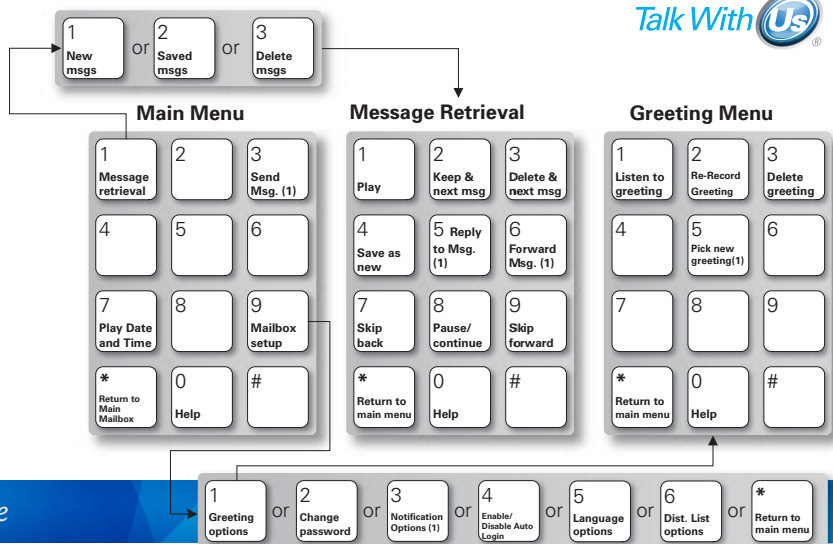 Talk With Us ®
1 New msgs or 2 Saved msgs or 3 Delete msgs
Main Menu
1 Message retrieval
2
3 Send Msg. (1)
4
5
6
7 Play Date and Time
8
9 Mailbox setup
* Return to Main Mailbox
0 Help
#
Message Retrieval
1 Play
2 Keep & next msg
3 Delete & next msg
4 Save as new
5 Reply to Msg. (1)
6 Forward Msg. (1)
7 Skip back
8 Pause/ continue
9 Skip forward
* Return to main menu
0 Help
#
Greeting Menu
1 Listen to greeting
2 Re-Record Greeting
3 Delete greeting
4
5 Pick new greeting(1)
6
7
8
9
* Return to main menu
0 Help
#
e
1 Greeting options or 2 Change password or 3 Notification Options (1) or 4 Enable/ Disable Auto Login or 5 Language options or 6 Dist. List options or * Return to main menu